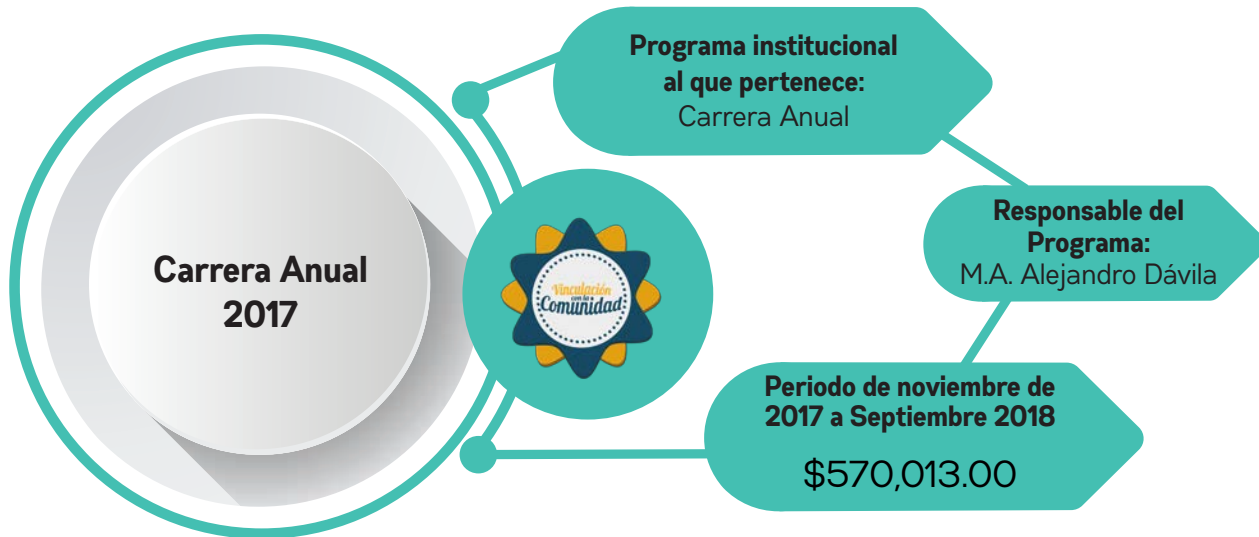 Carrera Anual
2017
Vinculación
con la
Comunidad
Programa institucional
al que pertenece:
Carrera Anual
Responsable del
Programa:
M.A. Alejandro Dávila
Periodo de noviembre de
2017 a Septiembre 2018
$570,013.00